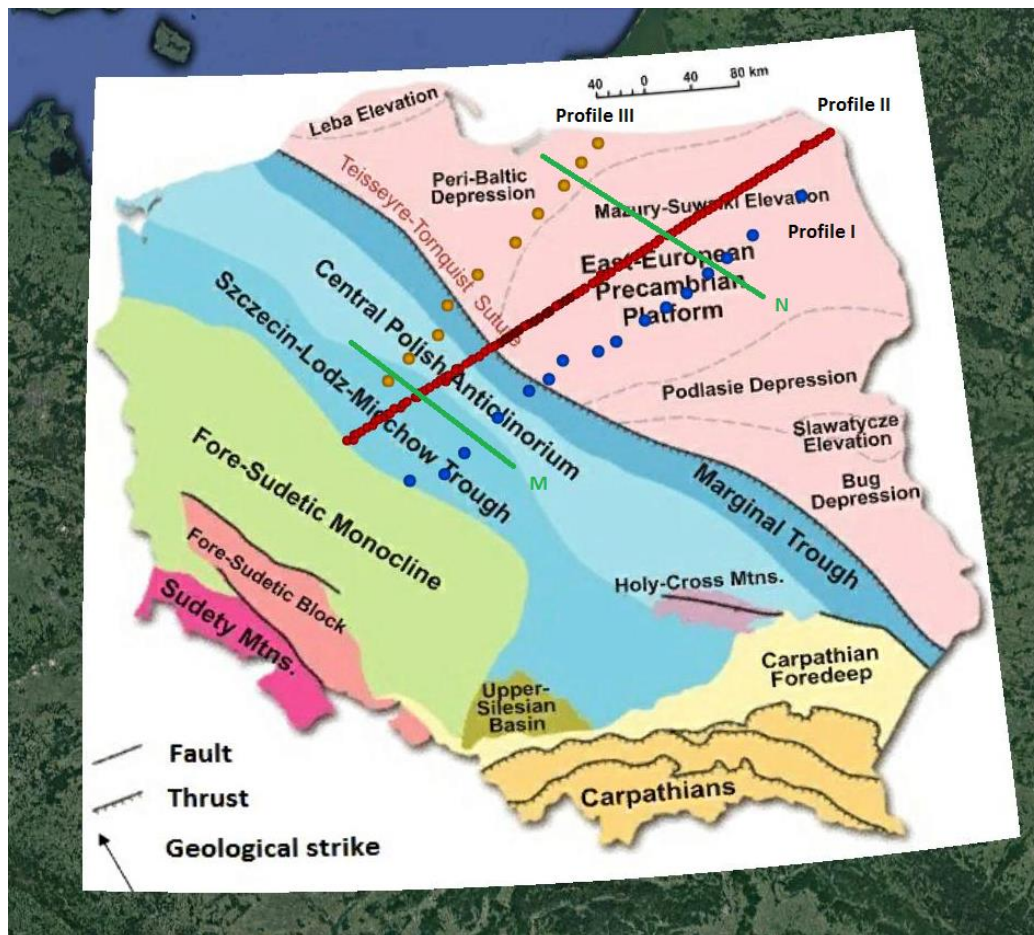 40 0 40 80 km
Profile III
Profile II
Leba Elevation
Peri-Baltic
Depression
Teisseyre-Tornquist Suture
Mazury-Suwalki Elevation
Profile I
East-European
Precambrian
Platform
N
Central Polish Anticlinorium
Szczecin-Lodz-Miechow Trough
Podlasie Depression
Slawatycze
Elevation
Bug
Depression
M
Marginal Trough
Fore-Sudetic Monocline
Fore-Sudetic Block
Holy-Cross Mtns.
Sudety Mtns.
Carpathian
Foredeep
Upper-
Silesian
Basin
Carpathians
Fault
Thrust
Geological strike